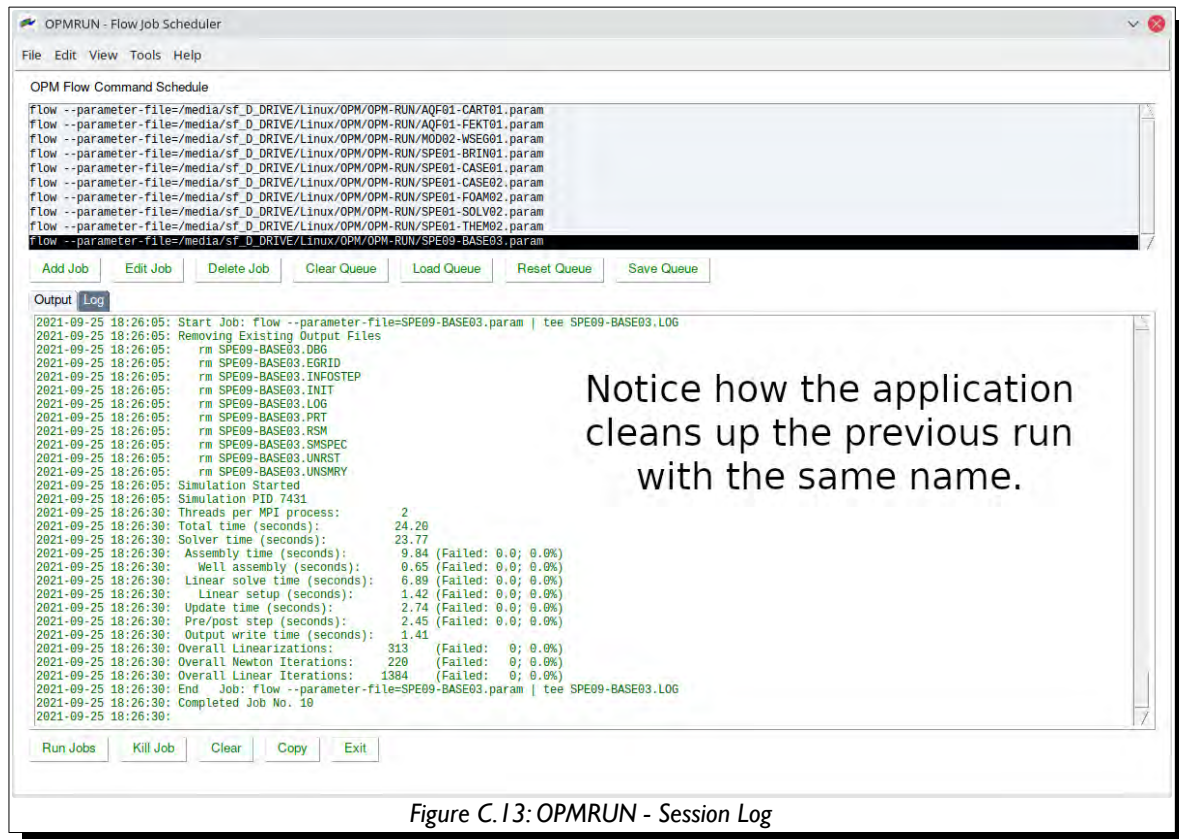 OPMRUN - Flow Job Scheduler
File Edit View Tools Help
OPM Flow Command Schedule
flow --parameter-file=/media/sf_D_DRIVE/Linux/OPM/OPM-RUN/AQF01-CART01.param
flow --parameter-file=/media/sf_D_DRIVE/Linux/OPM/OPM-RUN/AQF01-FEKT01.param
flow --parameter-file=/media/sf_D_DRIVE/Linux/OPM/OPM-RUN/MOD02-WSEG01.param
flow --parameter-file=/media/sf_D_DRIVE/Linux/OPM/OPM-RUN/SPE01-BRIN01.param
flow --parameter-file=/media/sf_D_DRIVE/Linux/OPM/OPM-RUN/SPE01-CASE01.param
flow --parameter-file=/media/sf_D_DRIVE/Linux/OPM/OPM-RUN/SPE01-CASE02.param
flow --parameter-file=/media/sf_D_DRIVE/Linux/OPM/OPM-RUN/SPE01-FOAM02.param
flow --parameter-file=/media/sf_D_DRIVE/Linux/OPM/OPM-RUN/SPE01-SOLV02.param
flow --parameter-file=/media/sf_D_DRIVE/Linux/OPM/OPM-RUN/SPE01-THEM02.param
flow --parameter-file=/media/sf_D_DRIVE/Linux/OPM/OPM-RUN/SPE09-BASE03.param
Add Job Edit Job Delete Job Clear Queue Load Queue Reset Queue Save Queue
Output Log
2021-09-25 18:26:05: Start Job: flow --parameter-file=SPE09-BASE03.param | tee SPE09-BASE03.LOG
2021-09-25 18:26:05: Removing Existing Output Files
2021-09-25 18:26:05: rm SPE09-BASE03.DBG
2021-09-25 18:26:05: rm SPE09-BASE03.EGRID
2021-09-25 18:26:05: rm SPE09-BASE03.INFOSTEP
2021-09-25 18:26:05: rm SPE09-BASE03.INIT
2021-09-25 18:26:05: rm SPE09-BASE03.LOG
2021-09-25 18:26:05: rm SPE09-BASE03.PRT
2021-09-25 18:26:05: rm SPE09-BASE03.RSM
2021-09-25 18:26:05: rm SPE09-BASE03.SMSPEC
2021-09-25 18:26:05: rm SPE09-BASE03.UNRST
2021-09-25 18:26:05: rm SPE09-BASE03.UNSMRY
2021-09-25 18:26:05: Simulation Started
2021-09-25 18:26:05: Simulation PID 7431
2021-09-25 18:26:30: Threads per MPI process: 2
2021-09-25 18:26:30: Total time (seconds): 24.20
2021-09-25 18:26:30: Solver time (seconds): 23.77
2021-09-25 18:26:30: Assembly time (seconds): 9.84 (Failed: 0.0; 0.0%)
2021-09-25 18:26:30: Well assembly (seconds): 0.65 (Failed: 0.0; 0.0%)
2021-09-25 18:26:30: Linear solve time (seconds): 6.89 (Failed: 0.0; 0.0%)
2021-09-25 18:26:30: Linear setup (seconds): 1.42 (Failed: 0.0; 0.0%)
2021-09-25 18:26:30: Update time (seconds): 2.74 (Failed: 0.0; 0.0%)
2021-09-25 18:26:30: Pre/post step (seconds): 2.45 (Failed: 0.0; 0.0%)
2021-09-25 18:26:30: Output write time (seconds): 1.41
2021-09-25 18:26:30: Overall Linearizations: 313 (Failed: 0; 0.0%)
2021-09-25 18:26:30: Overall Newton Iterations: 220 (Failed: 0; 0.0%)
2021-09-25 18:26:30: Overall Linear Iterations: 1384 (Failed: 0; 0.0%)
2021-09-25 18:26:30: End Job: flow --parameter-file=SPE09-BASE03.param | tee SPE09-BASE03.LOG
2021-09-25 18:26:30: Completed Job No. 10
2021-09-25 18:26:30:
Notice how the application
cleans up the previous run
with the same name.
Run Jobs Kill Job Clear Copy Exit
Figure C.13: OPMRUN - Session Log